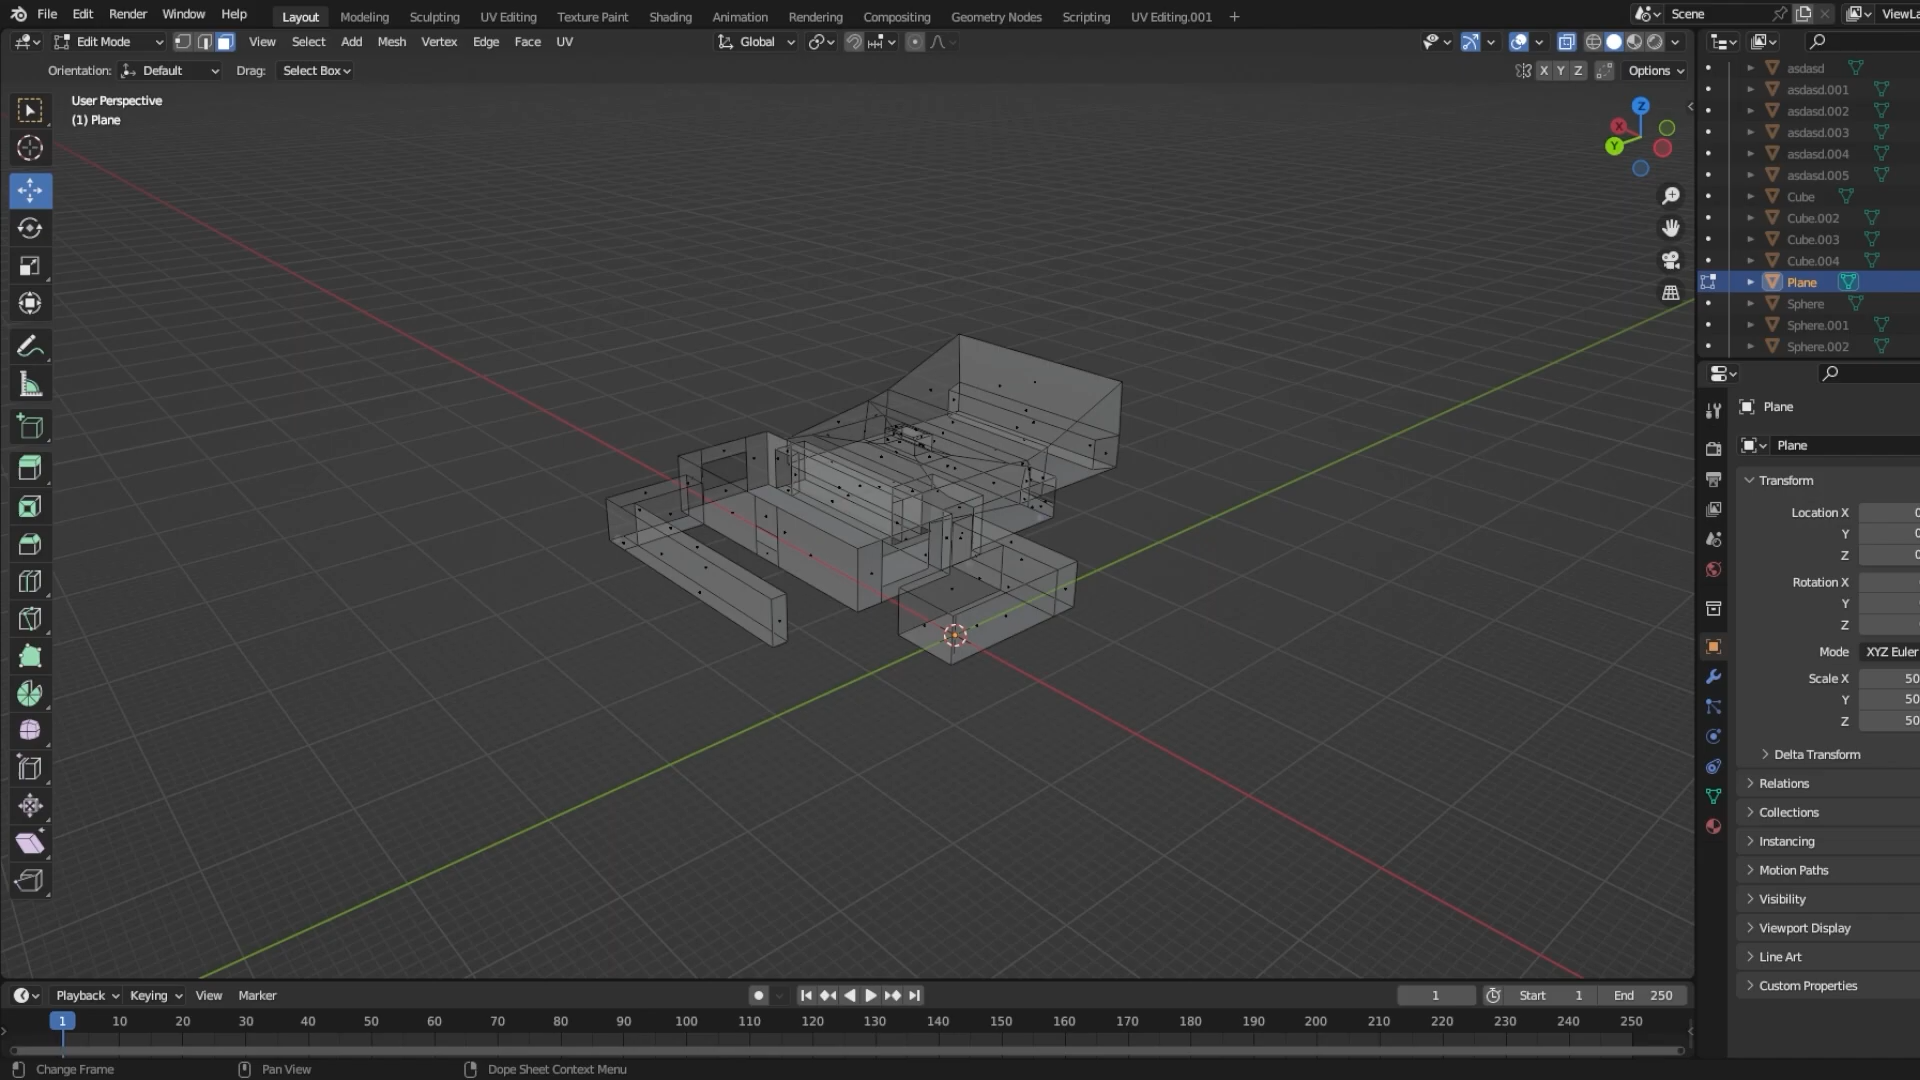 File Edit Render Window Help Layout Modeling Sculpting UV Editing Texture Paint Shading Animation Rendering Compositing Geometry Nodes Scripting UV Editing.001 + Scene ViewLa
Edit Mode View Select Add Mesh Vertex Edge Face UV Global
Orientation: Default Drag: Select Box X Y Z Options
User Perspective
(1) Plane
Z
X
Y
asdasd
asdasd.001
asdasd.002
asdasd.003
asdasd.004
asdasd.005
Cube
Cube.002
Cube.003
Cube.004
Plane
Sphere
Sphere.001
Sphere.002
Plane
Plane
Transform
Location X 0
Y 0
Z 0
Rotation X
Y
Z
Mode XYZ Euler
Scale X 50
Y 50
Z 50
Delta Transform
Relations
Collections
Instancing
Motion Paths
Visibility
Viewport Display
Line Art
Custom Properties
Playback Keying View Marker 1 Start 1 End 250
1 10 20 30 40 50 60 70 80 90 100 110 120 130 140 150 160 170 180 190 200 210 220 230 240 250
Change Frame Pan View Dope Sheet Context Menu